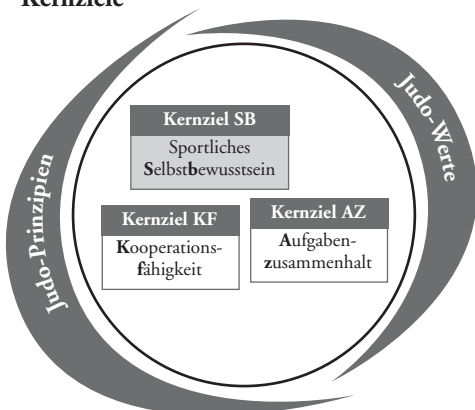 Kernziele
Judo-Werte
Kernziel SB
Sportliches
Selbstbewusstsein
Judo-Prinzipien
Kernziel KF
Kooperations-
fähigkeit
Kernziel AZ
Aufgaben-
zusammenhalt